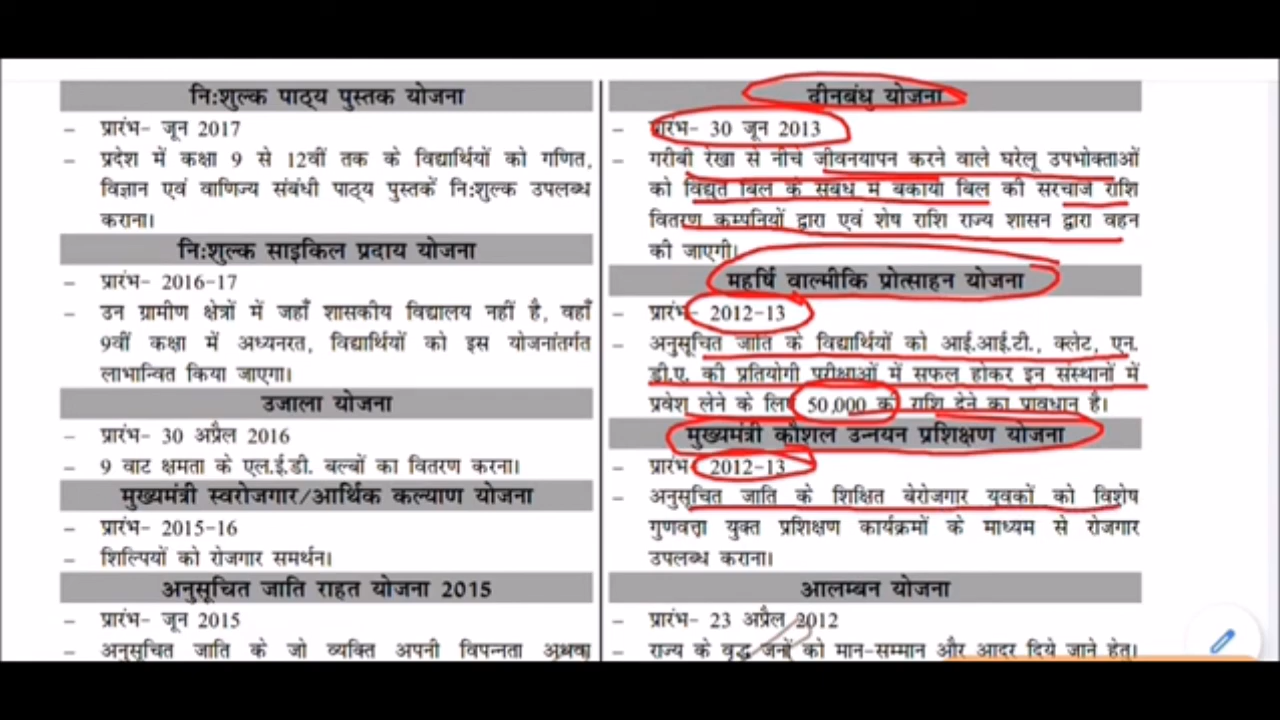 निःशुल्क पाठ्य पुस्तक योजना
– प्रारंभ- जून 2017
– प्रदेश में कक्षा 9 से 12वीं तक के विद्यार्थियों को गणित,
विज्ञान एवं वाणिज्य संबंधी पाठ्य पुस्तकें निःशुल्क उपलब्ध
कराना।
निःशुल्क साइकिल प्रदाय योजना
– प्रारंभ- 2016-17
– उन ग्रामीण क्षेत्रों में जहाँ शासकीय विद्यालय नहीं है, वहाँ
9वीं कक्षा में अध्यनरत, विद्यार्थियों को इस योजनांतर्गत
लाभान्वित किया जाएगा।
उजाला योजना
– प्रारंभ- 30 अप्रैल 2016
– 9 वाट क्षमता के एल.ई.डी. बल्बों का वितरण करना।
मुख्यमंत्री स्वरोजगार/आर्थिक कल्याण योजना
– प्रारंभ- 2015-16
– शिल्पियों को रोजगार समर्थन।
अनुसूचित जाति राहत योजना 2015
– प्रारंभ- जून 2015
– अनुसूचित जाति के जो व्यक्ति अपनी विपन्नता अथवा
दीनबंधु योजना
– प्रारंभ- 30 जून 2013
– गरीबी रेखा से नीचे जीवनयापन करने वाले घरेलू उपभोक्ताओं
को विद्युत बिल के संबंध में बकाया बिल की सरचार्ज राशि
वितरण कम्पनियों द्वारा एवं शेष राशि राज्य शासन द्वारा वहन
की जाएगी।
महर्षि वाल्मीकि प्रोत्साहन योजना
– प्रारंभ- 2012-13
– अनुसूचित जाति के विद्यार्थियों को आई.आई.टी., क्लेट, एन.
डी.ए. की प्रतियोगी परीक्षाओं में सफल होकर इन संस्थानों में
प्रवेश लेने के लिए 50,000 की राशि देने का प्रावधान है।
मुख्यमंत्री कौशल उन्नयन प्रशिक्षण योजना
– प्रारंभ- 2012-13
– अनुसूचित जाति के शिक्षित बेरोजगार युवकों को विशेष
गुणवत्ता युक्त प्रशिक्षण कार्यक्रमों के माध्यम से रोजगार
उपलब्ध कराना।
आलम्बन योजना
– प्रारंभ- 23 अप्रैल 2012
– राज्य के वृद्ध जनों को मान-सम्मान और आदर दिये जाने हेतु।